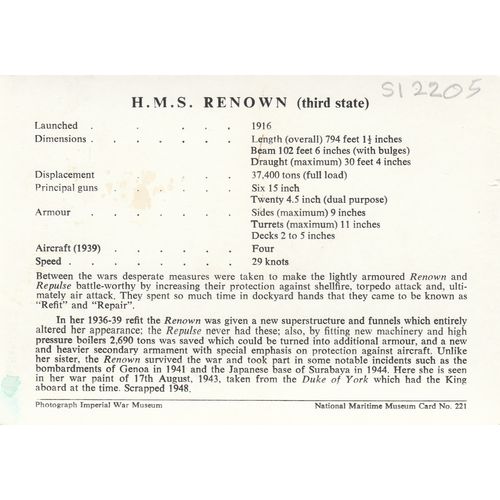 SI 2205
H.M.S. RENOWN (third state)
Launched . . . . . . 1916
Dimensions . . . . . . Length (overall) 794 feet 1½ inches
Beam 102 feet 6 inches (with bulges)
Draught (maximum) 30 feet 4 inches
Displacement . . . . . 37,400 tons (full load)
Principal guns . . . . . Six 15 inch
Twenty 4.5 inch (dual purpose)
Armour . . . . . . Sides (maximum) 9 inches
Turrets (maximum) 11 inches
Decks 2 to 5 inches
Aircraft (1939) . . . . . Four
Speed . . . . . . . 29 knots
Between the wars desperate measures were taken to make the lightly armoured Renown and
Repulse battle-worthy by increasing their protection against shellfire, torpedo attack and, ulti-
mately air attack. They spent so much time in dockyard hands that they came to be known as
"Refit" and "Repair".
In her 1936-39 refit the Renown was given a new superstructure and funnels which entirely
altered her appearance; the Repulse never had these; also, by fitting new machinery and high
pressure boilers 2,690 tons was saved which could be turned into additional armour, and a new
and heavier secondary armament with special emphasis on protection against aircraft. Unlike
her sister, the Renown survived the war and took part in some notable incidents such as the
bombardments of Genoa in 1941 and the Japanese base of Surabaya in 1944. Here she is seen
in her war paint of 17th August, 1943, taken from the Duke of York which had the King
aboard at the time. Scrapped 1948.
Photograph Imperial War Museum National Maritime Museum Card No. 221